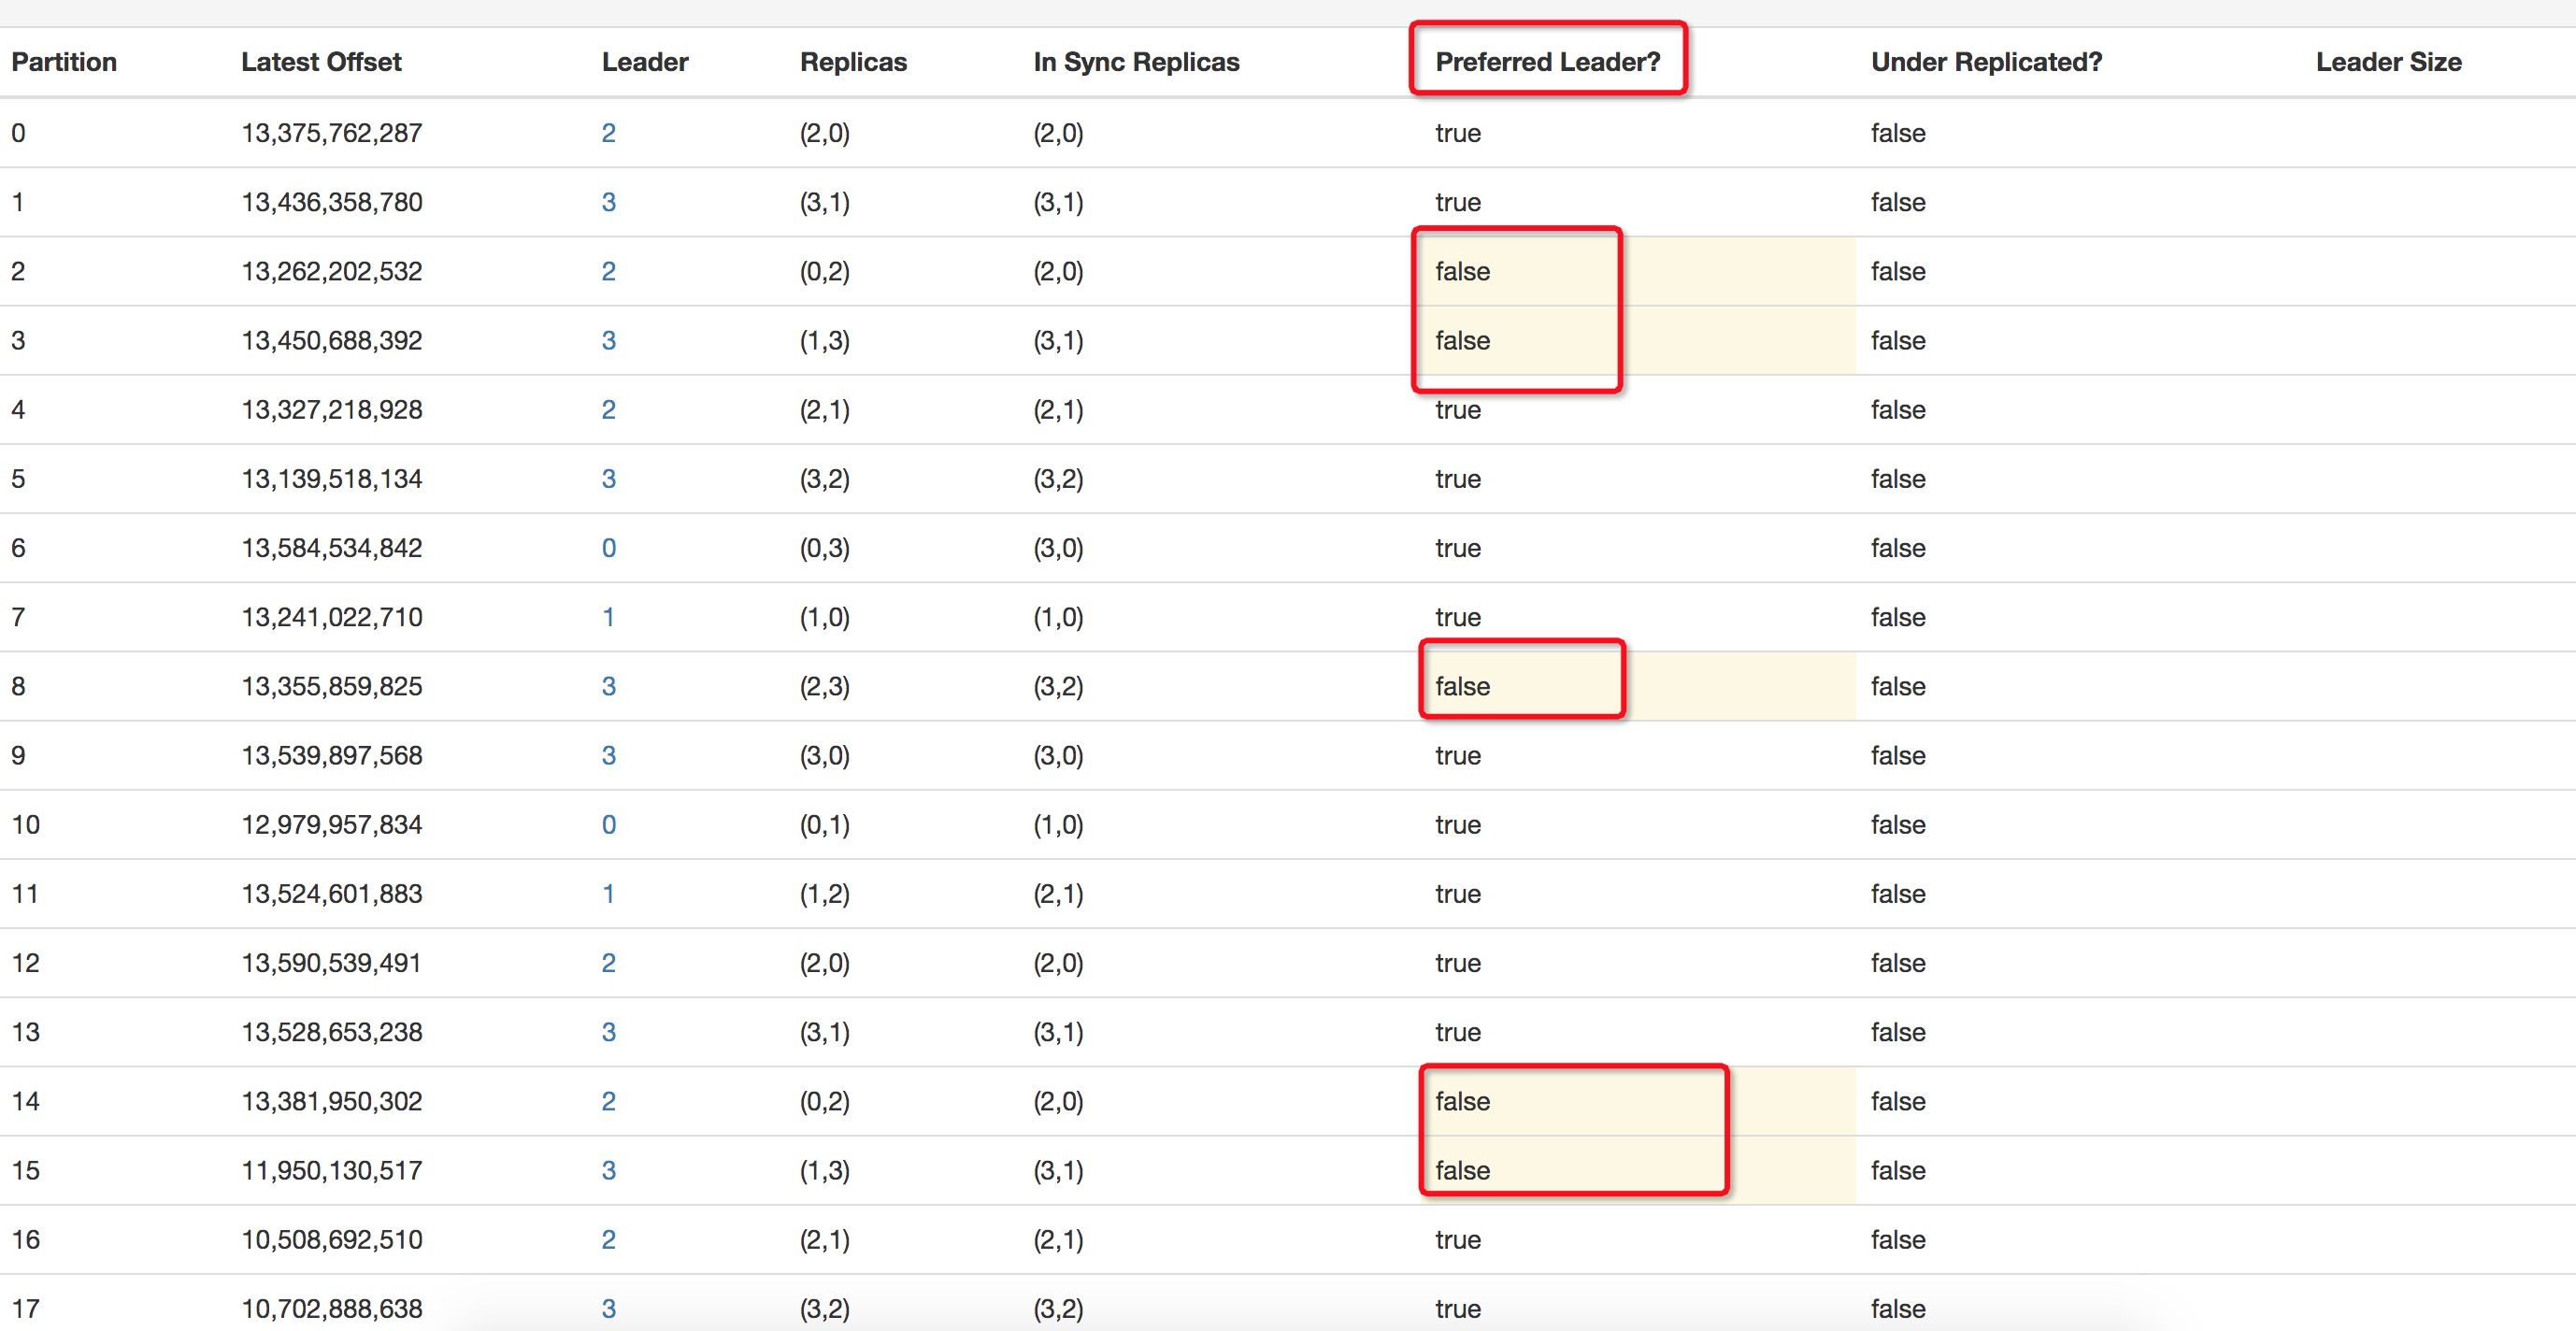 Partition Latest Offset Leader Replicas In Sync Replicas Preferred Leader? Under Replicated? Leader Size
0 13,375,762,287 2 (2,0) (2,0) true false
1 13,436,358,780 3 (3,1) (3,1) true false
2 13,262,202,532 2 (0,2) (2,0) false false
3 13,450,688,392 3 (1,3) (3,1) false false
4 13,327,218,928 2 (2,1) (2,1) true false
5 13,139,518,134 3 (3,2) (3,2) true false
6 13,584,534,842 0 (0,3) (3,0) true false
7 13,241,022,710 1 (1,0) (1,0) true false
8 13,355,859,825 3 (2,3) (3,2) false false
9 13,539,897,568 3 (3,0) (3,0) true false
10 12,979,957,834 0 (0,1) (1,0) true false
11 13,524,601,883 1 (1,2) (2,1) true false
12 13,590,539,491 2 (2,0) (2,0) true false
13 13,528,653,238 3 (3,1) (3,1) true false
14 13,381,950,302 2 (0,2) (2,0) false false
15 11,950,130,517 3 (1,3) (3,1) false false
16 10,508,692,510 2 (2,1) (2,1) true false
17 10,702,888,638 3 (3,2) (3,2) true false